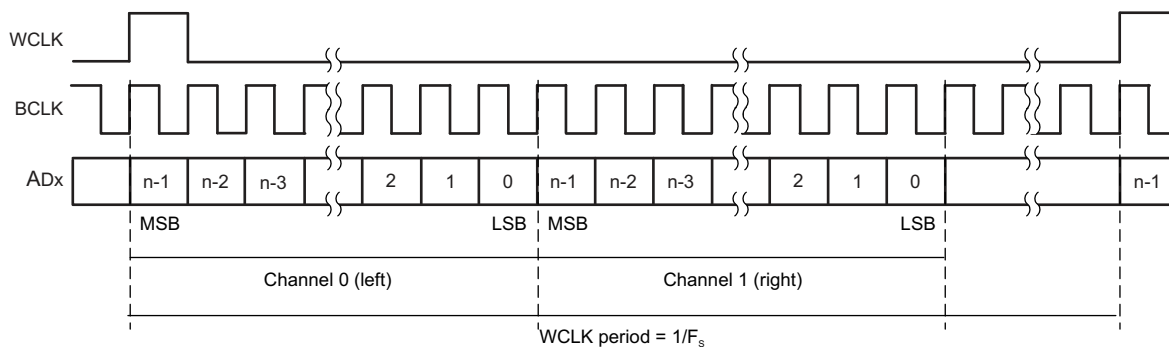 WCLK
BCLK
ADx n-1 n-2 n-3 2 1 0 n-1 n-2 n-3 2 1 0 n-1
MSB LSB MSB LSB
Channel 0 (left) Channel 1 (right)
WCLK period = 1/Fs